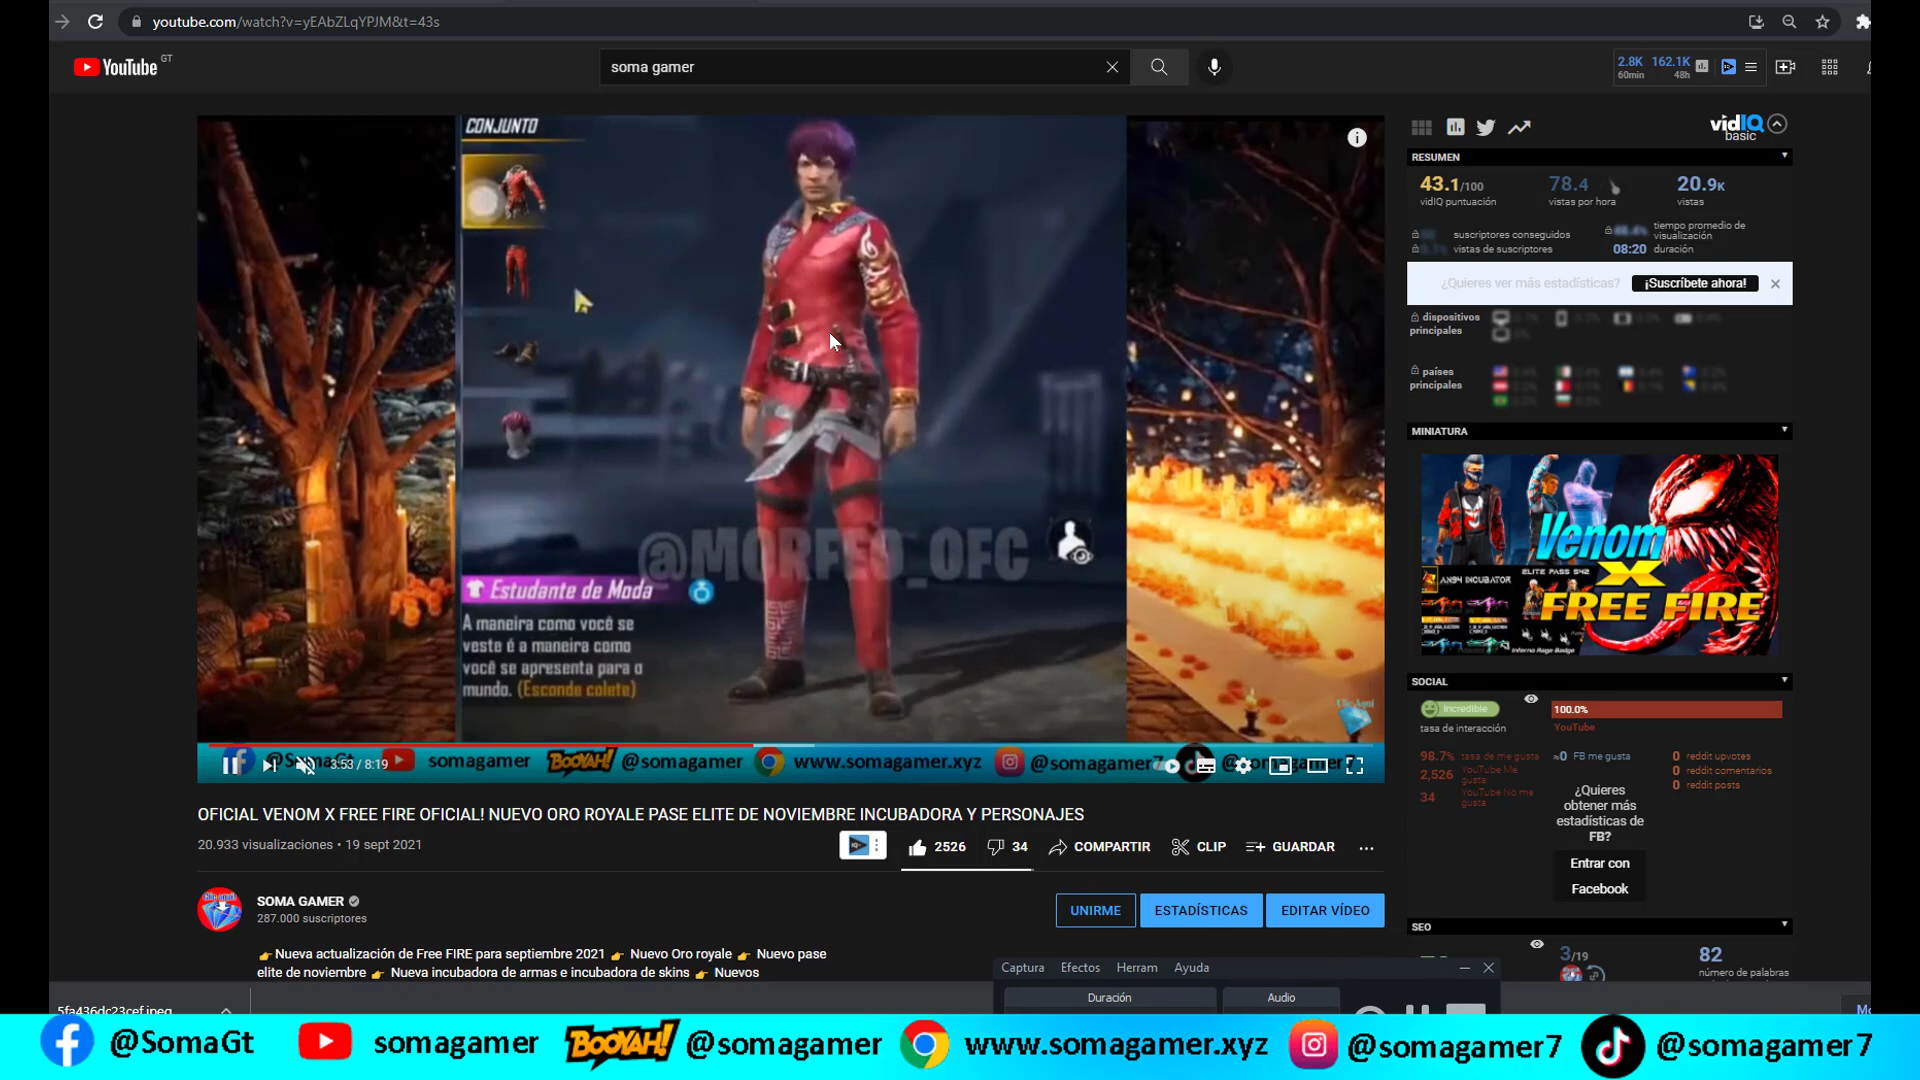 youtube.com/watch?v=yEAbZLqYPJM&t=43s
YouTube GT
soma gamer
2.8K 60min 162.1K 48h
CONJUNTO
@MORFEO_OFC
Estudante de Moda
A maneira como você se
veste é a maneira como
você se apresenta para o
mundo. (Esconde colete)
Clic Aquí
3:53 / 8:19
@SomaGt somagamer BOOYAH! @somagamer www.somagamer.xyz @somagamer7
OFICIAL VENOM X FREE FIRE OFICIAL! NUEVO ORO ROYALE PASE ELITE DE NOVIEMBRE INCUBADORA Y PERSONAJES
20.933 visualizaciones • 19 sept 2021
2526 34 COMPARTIR CLIP GUARDAR ...
SOMA GAMER
287.000 suscriptores
UNIRME ESTADÍSTICAS EDITAR VÍDEO
Nueva actualización de Free FIRE para septiembre 2021 Nuevo Oro royale Nuevo pase
elite de noviembre Nueva incubadora de armas e incubadora de skins Nuevos
vidIQ
basic
RESUMEN
43.1/100 78.4 20.9K
vidIQ puntuación vistas por hora vistas
suscriptores conseguidos
vistas de suscriptores
tiempo promedio de
visualización
08:20 duración
¿Quieres ver más estadísticas? ¡Suscríbete ahora!
dispositivos
principales
países
principales
MINIATURA
Venom
X
FREE FIRE
AN94 INCUBATOR
ELITE PASS S42
Inferno Rage Badge
SOCIAL
Incredible
tasa de interacción
100.0%
YouTube
98.7% tasa de me gusta
2,526 YouTube Me gusta
34 YouTube No me gusta
≈0 FB me gusta
¿Quieres
obtener más
estadísticas de
FB?
Entrar con
Facebook
0 reddit upvotes
0 reddit comentarios
0 reddit posts
SEO
3/19
82
número de palabras
Captura Efectos Herram Ayuda
Duración Audio
5fa436dc23cef.jpeg
@SomaGt somagamer BOOYAH! @somagamer www.somagamer.xyz @somagamer7 @somagamer7